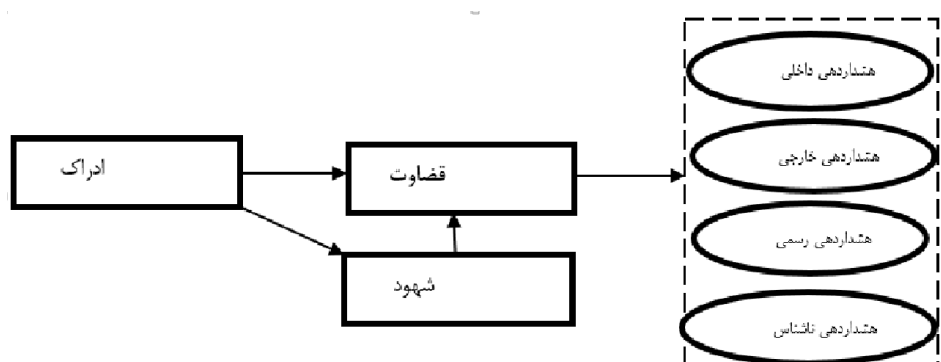 ادراک
قضاوت
شهود
هشداردهی داخلی
هشداردهی خارجی
هشداردهی رسمی
هشداردهی ناشناس